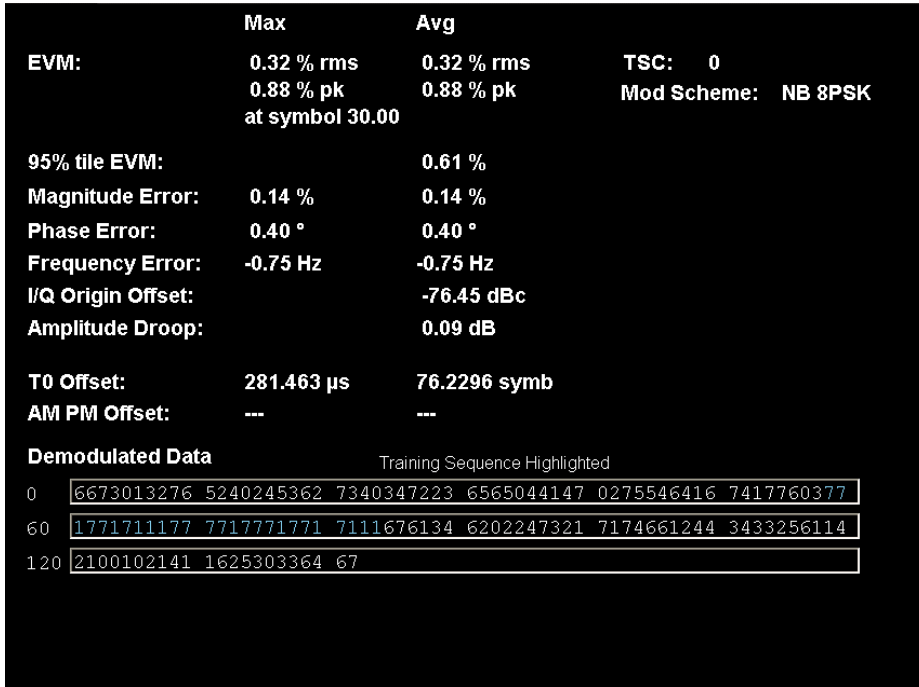 Max Avg
EVM: 0.32 % rms 0.32 % rms TSC: 0
0.88 % pk 0.88 % pk Mod Scheme: NB 8PSK
at symbol 30.00
95% tile EVM: 0.61 %
Magnitude Error: 0.14 % 0.14 %
Phase Error: 0.40 ° 0.40 °
Frequency Error: -0.75 Hz -0.75 Hz
I/Q Origin Offset: -76.45 dBc
Amplitude Droop: 0.09 dB
T0 Offset: 281.463 µs 76.2296 symb
AM PM Offset: --- ---
Demodulated Data Training Sequence Highlighted
0 6673013276 5240245362 7340347223 6565044147 0275546416 7417760377
60 1771711177 7717771771 7111676134 6202247321 7174661244 3433256114
120 2100102141 1625303364 67